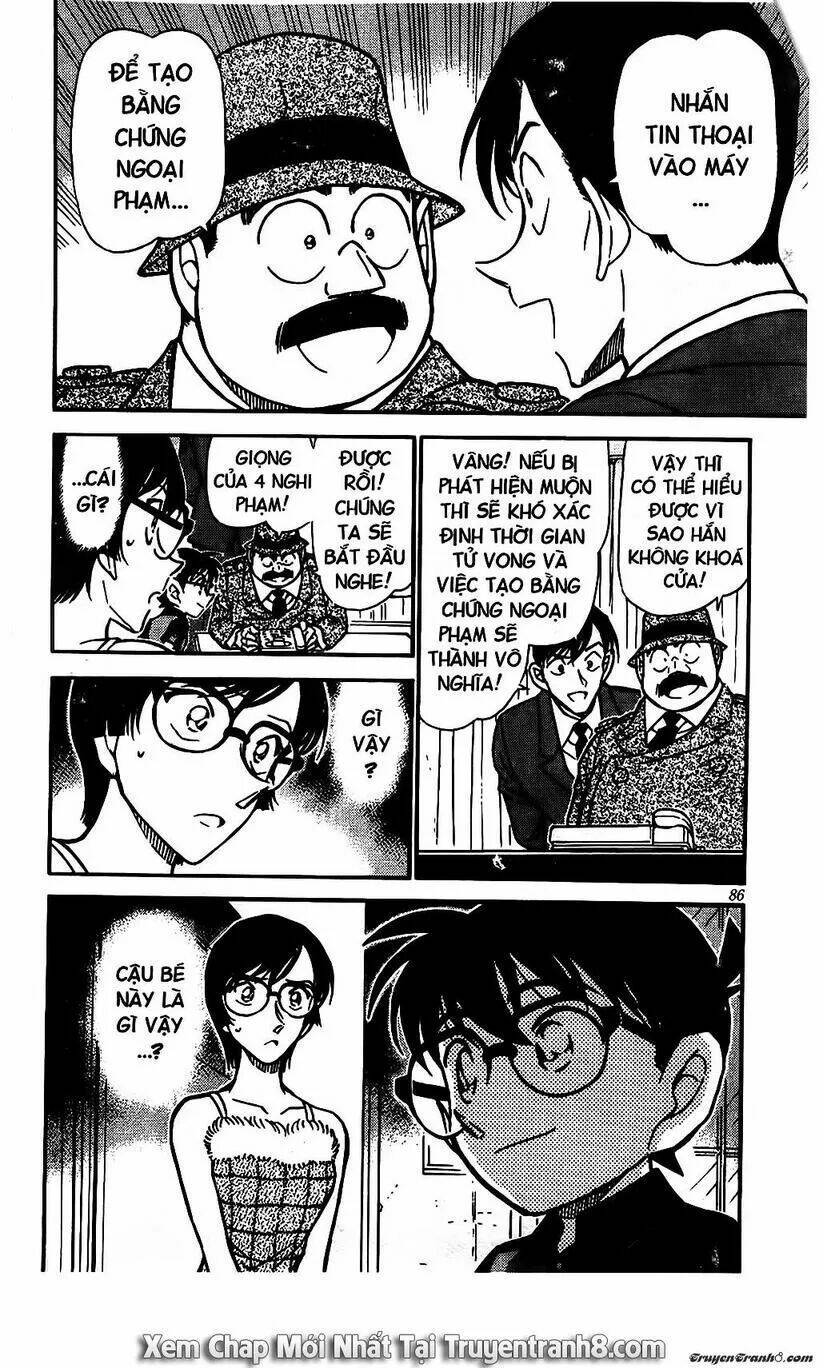 NHẮN
TIN THOẠI
VÀO MÁY
...
ĐỂ TẠO
BẰNG
CHỨNG
NGOẠI
PHẠM...
VẬY THÌ
CÓ THỂ HIỂU
ĐƯỢC VÌ
SAO HẮN
KHÔNG KHOÁ
CỬA!
VÂNG! NẾU BỊ
PHÁT HIỆN MUỘN
THÌ SẼ KHÓ XÁC
ĐỊNH THỜI GIAN
TỬ VONG VÀ
VIỆC TẠO BẰNG
CHỨNG NGOẠI
PHẠM SẼ
THÀNH VÔ
NGHĨA!
ĐƯỢC
RỒI!
CHÚNG
TA SẼ
BẮT ĐẦU
NGHE!
GIỌNG
CỦA 4 NGHI
PHẠM!
...CÁI
GÌ?
GÌ
VẬY
?
86
CẬU BÉ
NÀY LÀ
GÌ VẬY
...?
Xem Chap Mới Nhất Tại Truyentranh8.com
TruyenTranh8.com